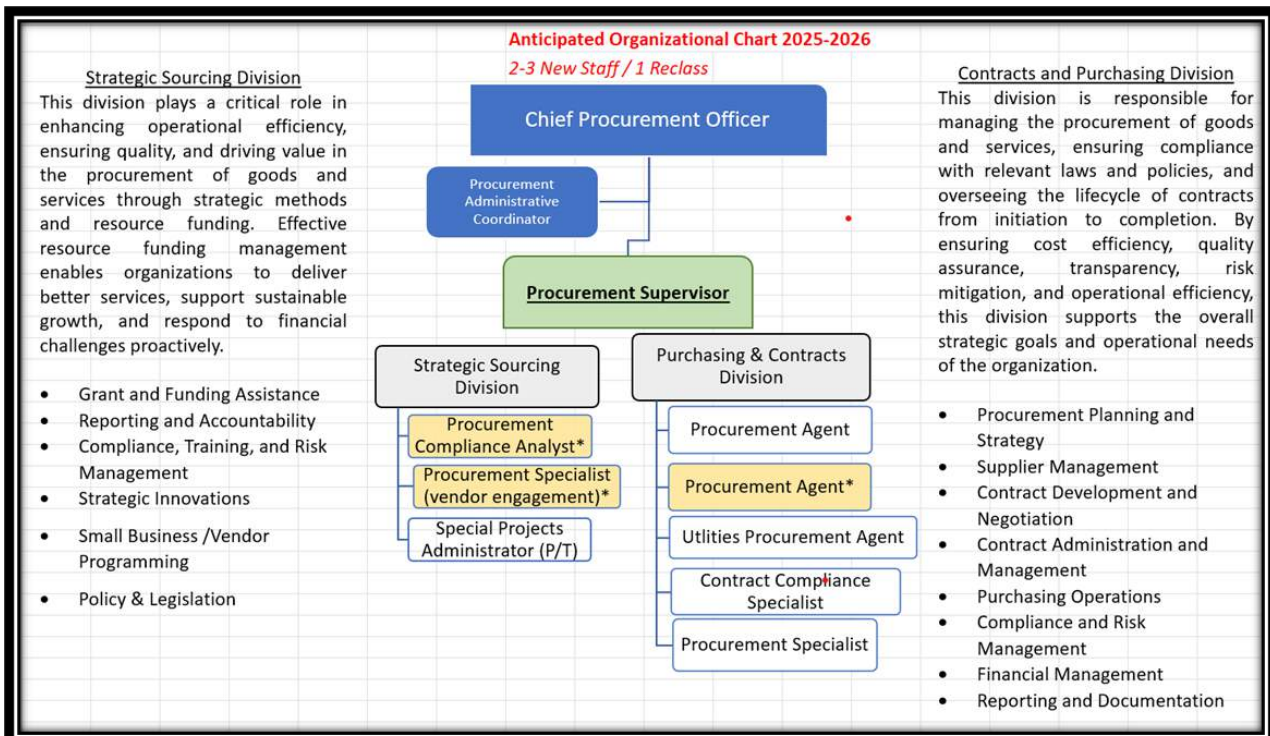 Anticipated Organizational Chart 2025-2026
2-3 New Staff / 1 Reclass
Strategic Sourcing Division
This division plays a critical role in
enhancing operational efficiency,
ensuring quality, and driving value in
the procurement of goods and
services through strategic methods
and resource funding. Effective
resource funding management
enables organizations to deliver
better services, support sustainable
growth, and respond to financial
challenges proactively.
• Grant and Funding Assistance
• Reporting and Accountability
• Compliance, Training, and Risk
Management
• Strategic Innovations
• Small Business /Vendor
Programming
• Policy & Legislation
Chief Procurement Officer
Procurement
Administrative
Coordinator
Procurement Supervisor
Strategic Sourcing
Division
Procurement
Compliance Analyst*
Procurement Specialist
(vendor engagement)*
Special Projects
Administrator (P/T)
Purchasing & Contracts
Division
Procurement Agent
Procurement Agent*
Utlities Procurement Agent
Contract Compliance
Specialist
Procurement Specialist
Contracts and Purchasing Division
This division is responsible for
managing the procurement of goods
and services, ensuring compliance
with relevant laws and policies, and
overseeing the lifecycle of contracts
from initiation to completion. By
ensuring cost efficiency, quality
assurance, transparency, risk
mitigation, and operational efficiency,
this division supports the overall
strategic goals and operational needs
of the organization.
• Procurement Planning and
Strategy
• Supplier Management
• Contract Development and
Negotiation
• Contract Administration and
Management
• Purchasing Operations
• Compliance and Risk
Management
• Financial Management
• Reporting and Documentation